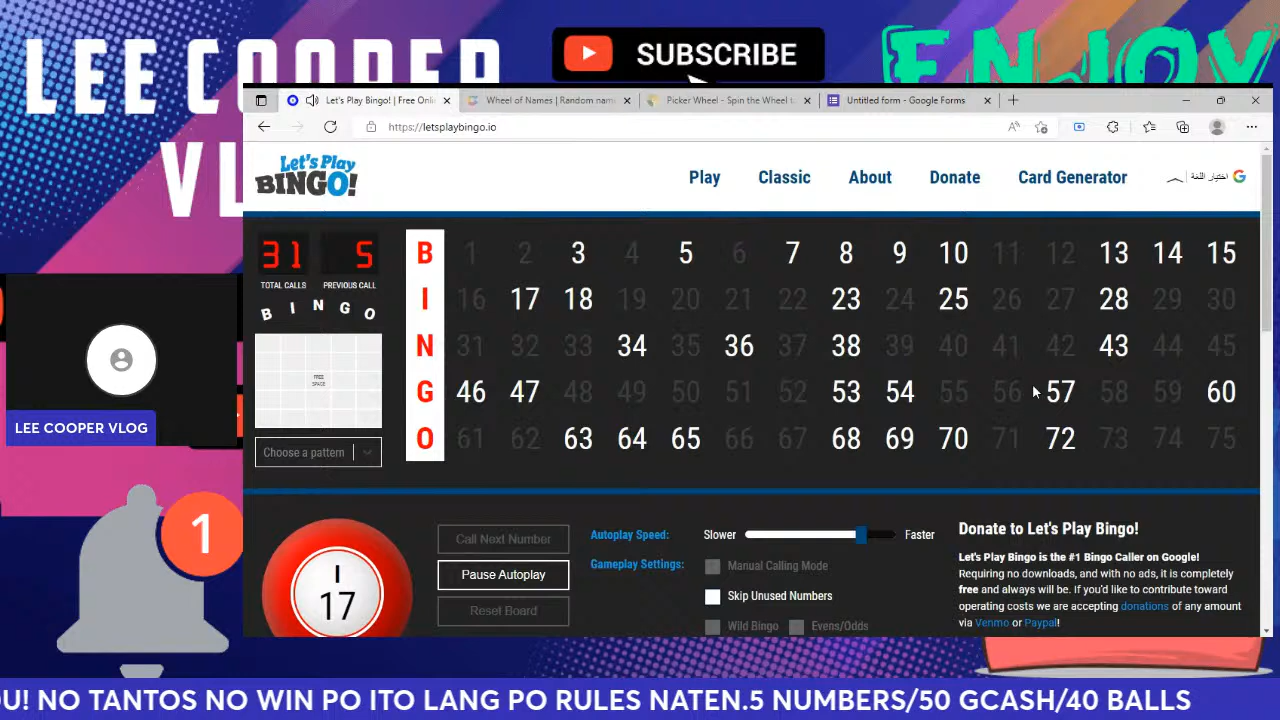 LEE COOPER
VL
SUBSCRIBE
ENJOY
Let's Play Bingo! | Free Onli
Wheel of Names | Random nam
Picker Wheel - Spin the Wheel t
Untitled form - Google Forms
https://letsplaybingo.io
Let's Play
BINGO!
Play Classic About Donate Card Generator
اختيار اللغة
31 5
TOTAL CALLS PREVIOUS CALL
B I N G O
FREE
SPACE
Choose a pattern
B 1 2 3 4 5 6 7 8 9 10 11 12 13 14 15
I 16 17 18 19 20 21 22 23 24 25 26 27 28 29 30
N 31 32 33 34 35 36 37 38 39 40 41 42 43 44 45
G 46 47 48 49 50 51 52 53 54 55 56 57 58 59 60
O 61 62 63 64 65 66 67 68 69 70 71 72 73 74 75
LEE COOPER VLOG
1
I
17
Call Next Number
Pause Autoplay
Reset Board
Autoplay Speed: Slower Faster
Gameplay Settings: Manual Calling Mode
Skip Unused Numbers
Wild Bingo Evens/Odds
Donate to Let's Play Bingo!
Let's Play Bingo is the #1 Bingo Caller on Google!
Requiring no downloads, and with no ads, it is completely
free and always will be. If you'd like to contribute toward
operating costs we are accepting donations of any amount
via Venmo or Paypal!
OU! NO TANTOS NO WIN PO ITO LANG PO RULES NATEN.5 NUMBERS/50 GCASH/40 BALLS